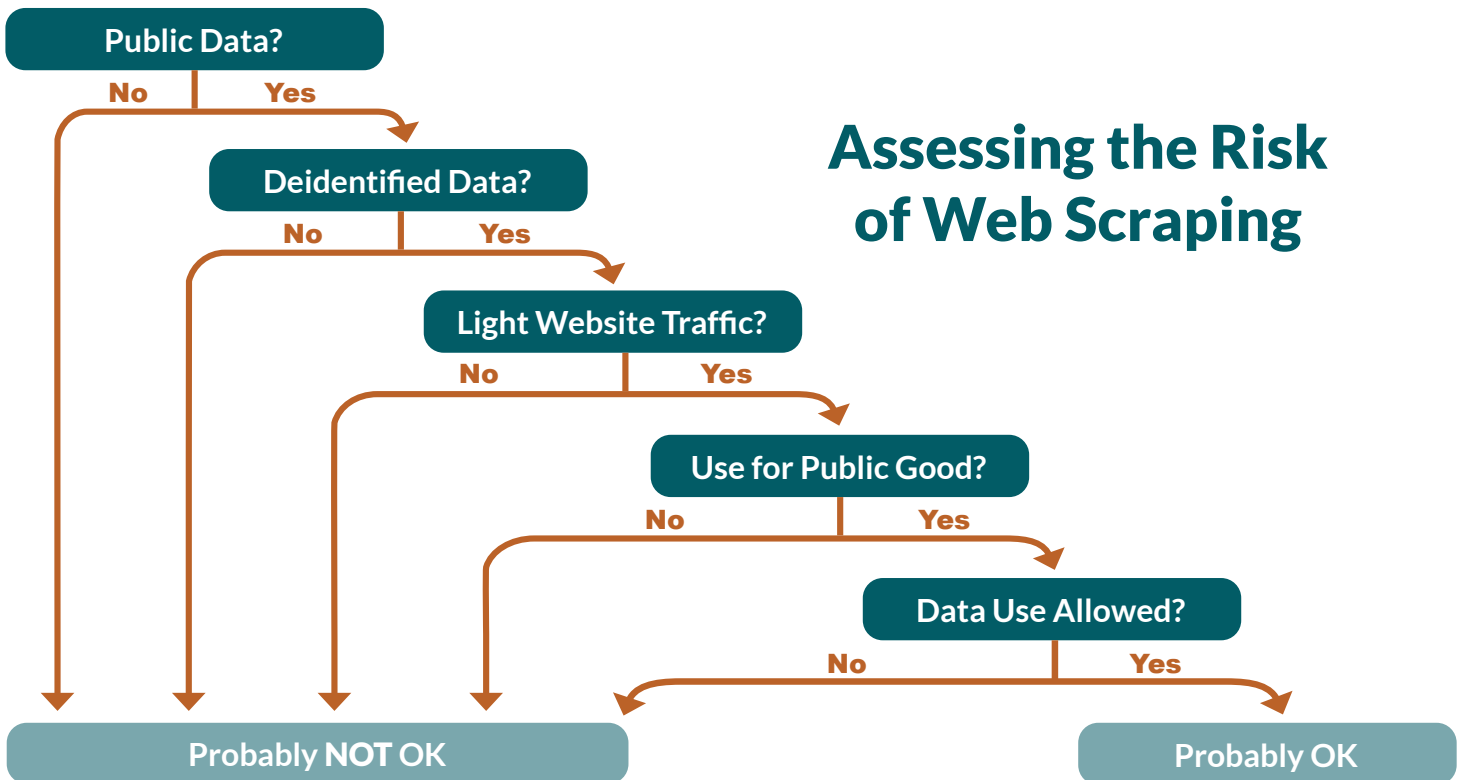 Public Data?
No Yes
Assessing the Risk
of Web Scraping
Deidentified Data?
No Yes
Light Website Traffic?
No Yes
Use for Public Good?
No Yes
Data Use Allowed?
No Yes
Probably NOT OK
Probably OK